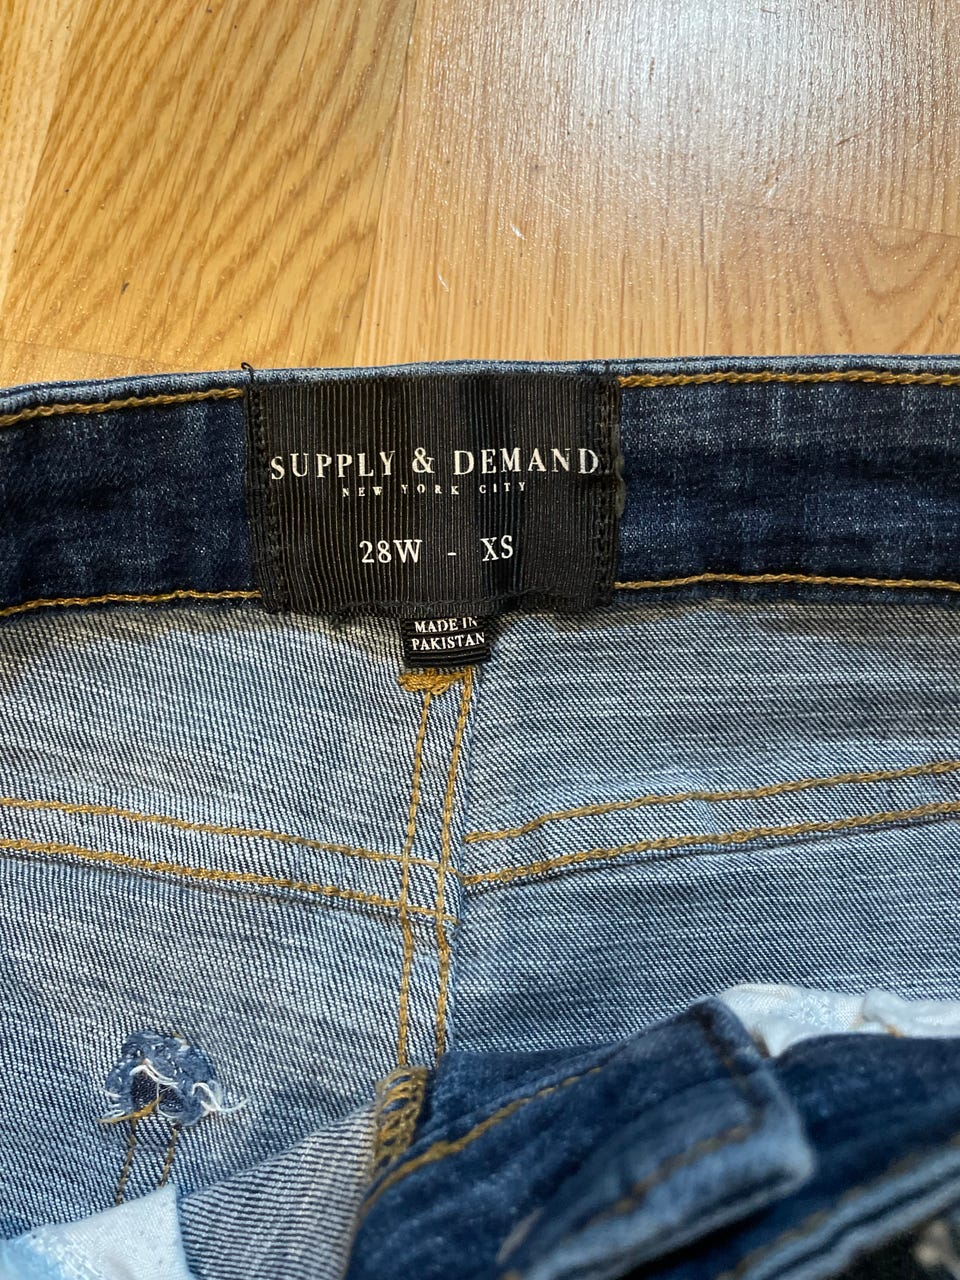 SUPPLY & DEMAND
NEW YORK CITY
28W - XS
MADE IN
PAKISTAN